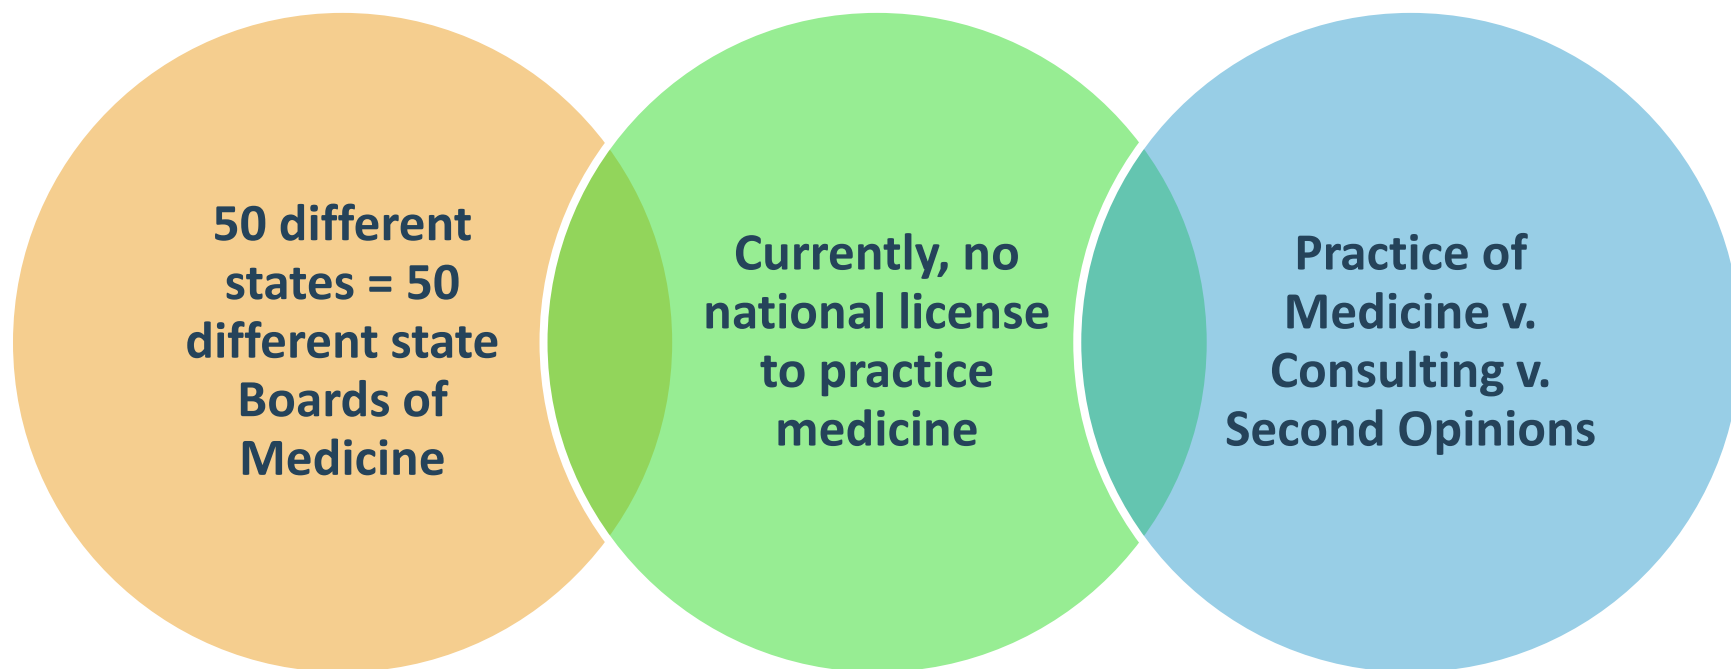 50 different
states = 50
different state
Boards of
Medicine
Currently, no
national license
to practice
medicine
Practice of
Medicine v.
Consulting v.
Second Opinions